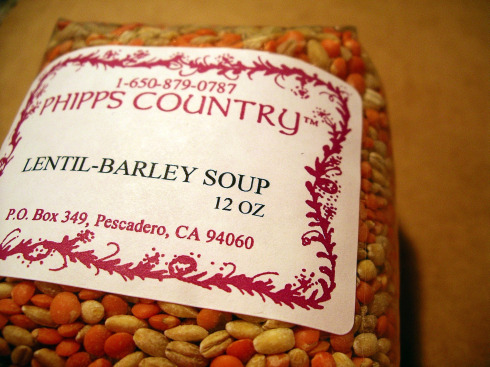 1-650-879-0787
PHIPPS COUNTRY™
LENTIL-BARLEY SOUP
12 OZ
P.O. Box 349, Pescadero, CA 94060